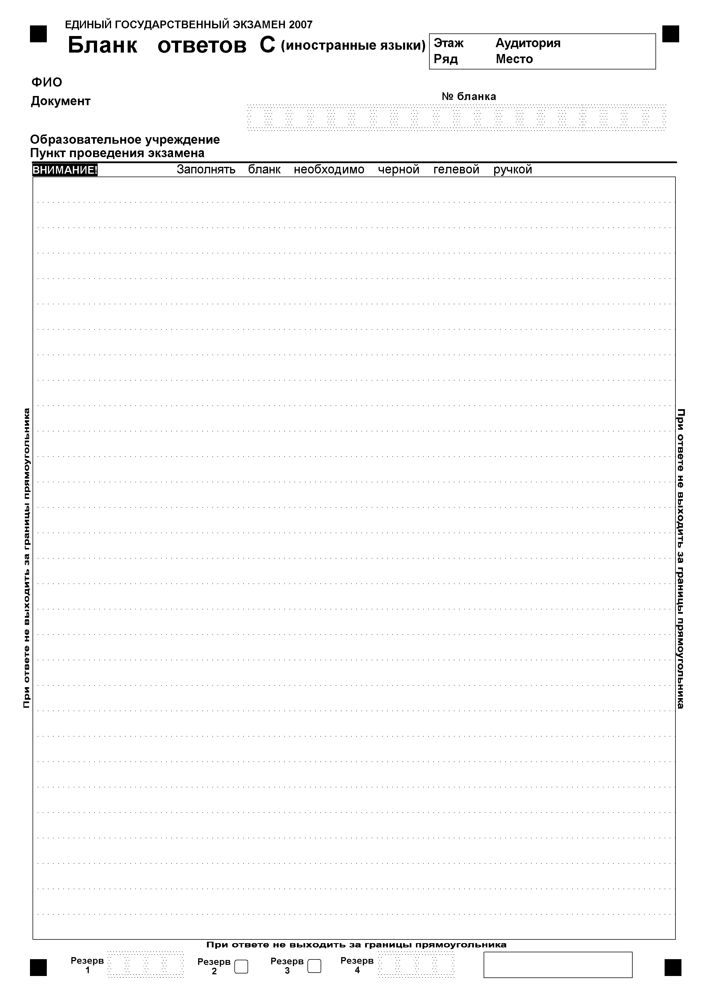 ЕДИНЫЙ ГОСУДАРСТВЕННЫЙ ЭКЗАМЕН 2007
Бланк ответов С (иностранные языки)
Этаж Аудитория
Ряд Место
ФИО
Документ
№ бланка
Образовательное учреждение
Пункт проведения экзамена
ВНИМАНИЕ! Заполнять бланк необходимо черной гелевой ручкой
При ответе не выходить за границы прямоугольника
При ответе не выходить за границы прямоугольника
При ответе не выходить за границы прямоугольника
Резерв 1
Резерв 2
Резерв 3
Резерв 4